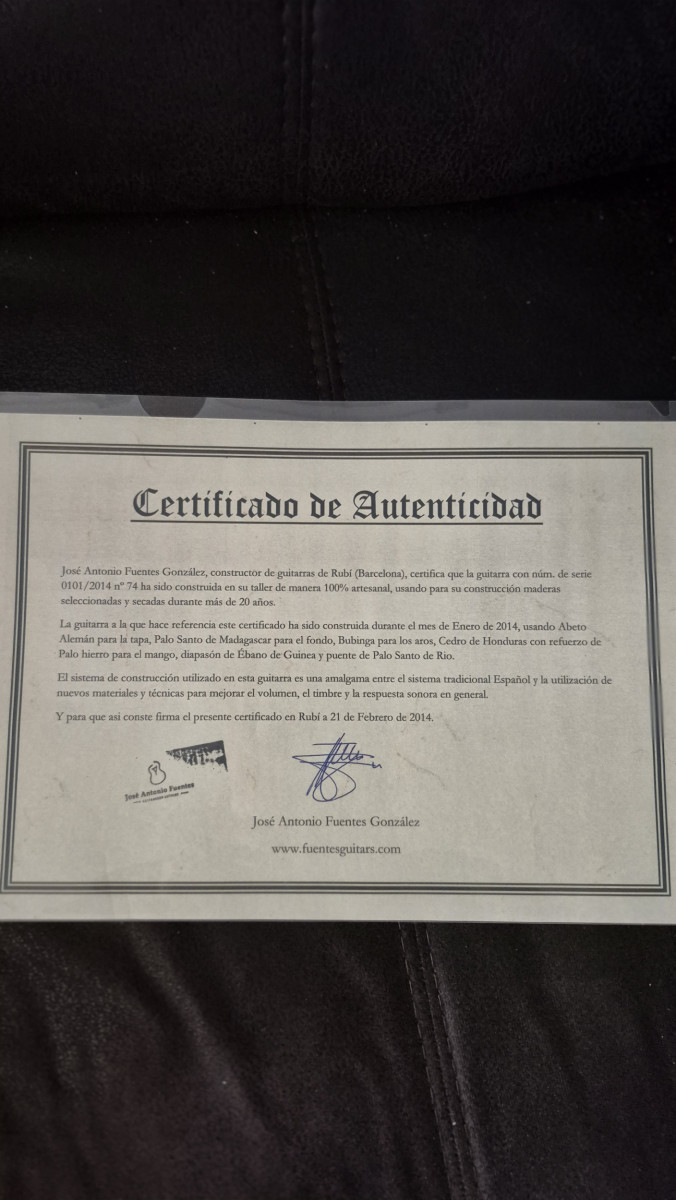 Certificado de Autenticidad
José Antonio Fuentes González, constructor de guitarras de Rubí (Barcelona), certifica que la guitarra con núm. de serie
0101/2014 nº 74 ha sido construida en su taller de manera 100% artesanal, usando para su construcción maderas
seleccionadas y secadas durante más de 20 años.
La guitarra a la que hace referencia este certificado ha sido construida durante el mes de Enero de 2014, usando Abeto
Alemán para la tapa, Palo Santo de Madagascar para el fondo, Bubinga para los aros, Cedro de Honduras con refuerzo de
Palo hierro para el mango, diapasón de Ébano de Guinea y puente de Palo Santo de Rio.
El sistema de construcción utilizado en esta guitarra es una amalgama entre el sistema tradicional Español y la utilización de
nuevos materiales y técnicas para mejorar el volumen, el timbre y la respuesta sonora en general.
Y para que asi conste firma el presente certificado en Rubí a 21 de Febrero de 2014.
José Antonio Fuentes
José Antonio Fuentes González
www.fuentesguitars.com